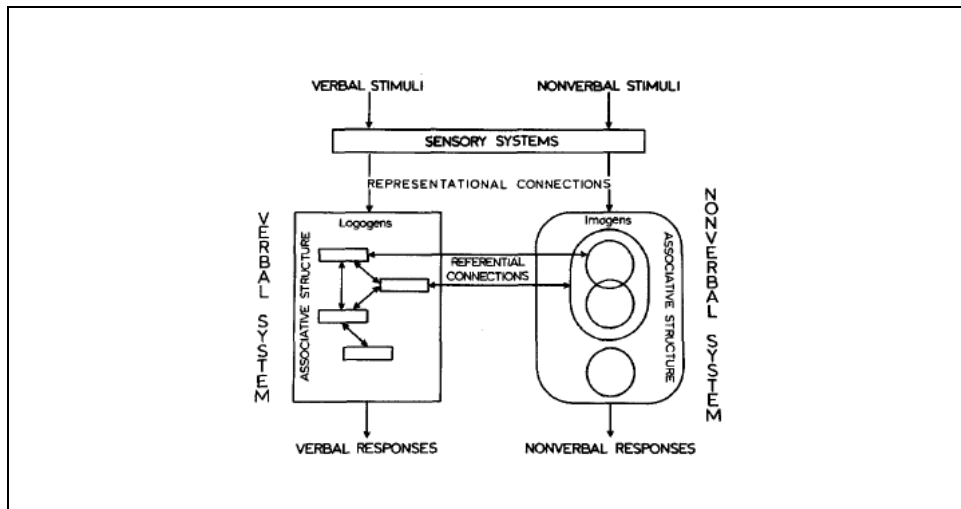 VERBAL STIMULI
NONVERBAL STIMULI
SENSORY SYSTEMS
REPRESENTATIONAL CONNECTIONS
VERBAL SYSTEM
Logogens
ASSOCIATIVE STRUCTURE
REFERENTIAL
CONNECTIONS
Imagens
ASSOCIATIVE STRUCTURE
NONVERBAL SYSTEM
VERBAL RESPONSES
NONVERBAL RESPONSES